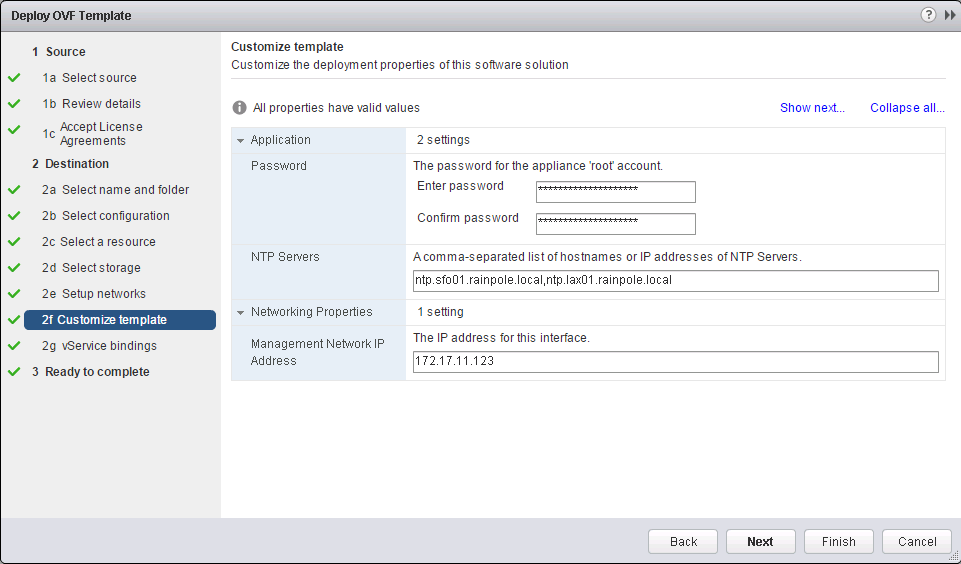 Deploy OVF Template
?
1 Source
1a Select source
1b Review details
1c Accept License
Agreements
2 Destination
2a Select name and folder
2b Select configuration
2c Select a resource
2d Select storage
2e Setup networks
2f Customize template
2g vService bindings
3 Ready to complete
Customize template
Customize the deployment properties of this software solution
All properties have valid values
Show next...
Collapse all...
Application
2 settings
Password
The password for the appliance 'root' account.
Enter password
********************
Confirm password
********************
NTP Servers
A comma-separated list of hostnames or IP addresses of NTP Servers.
ntp.sfo01.rainpole.local,ntp.lax01.rainpole.local
Networking Properties
1 setting
Management Network IP
Address
The IP address for this interface.
172.17.11.123
Back
Next
Finish
Cancel